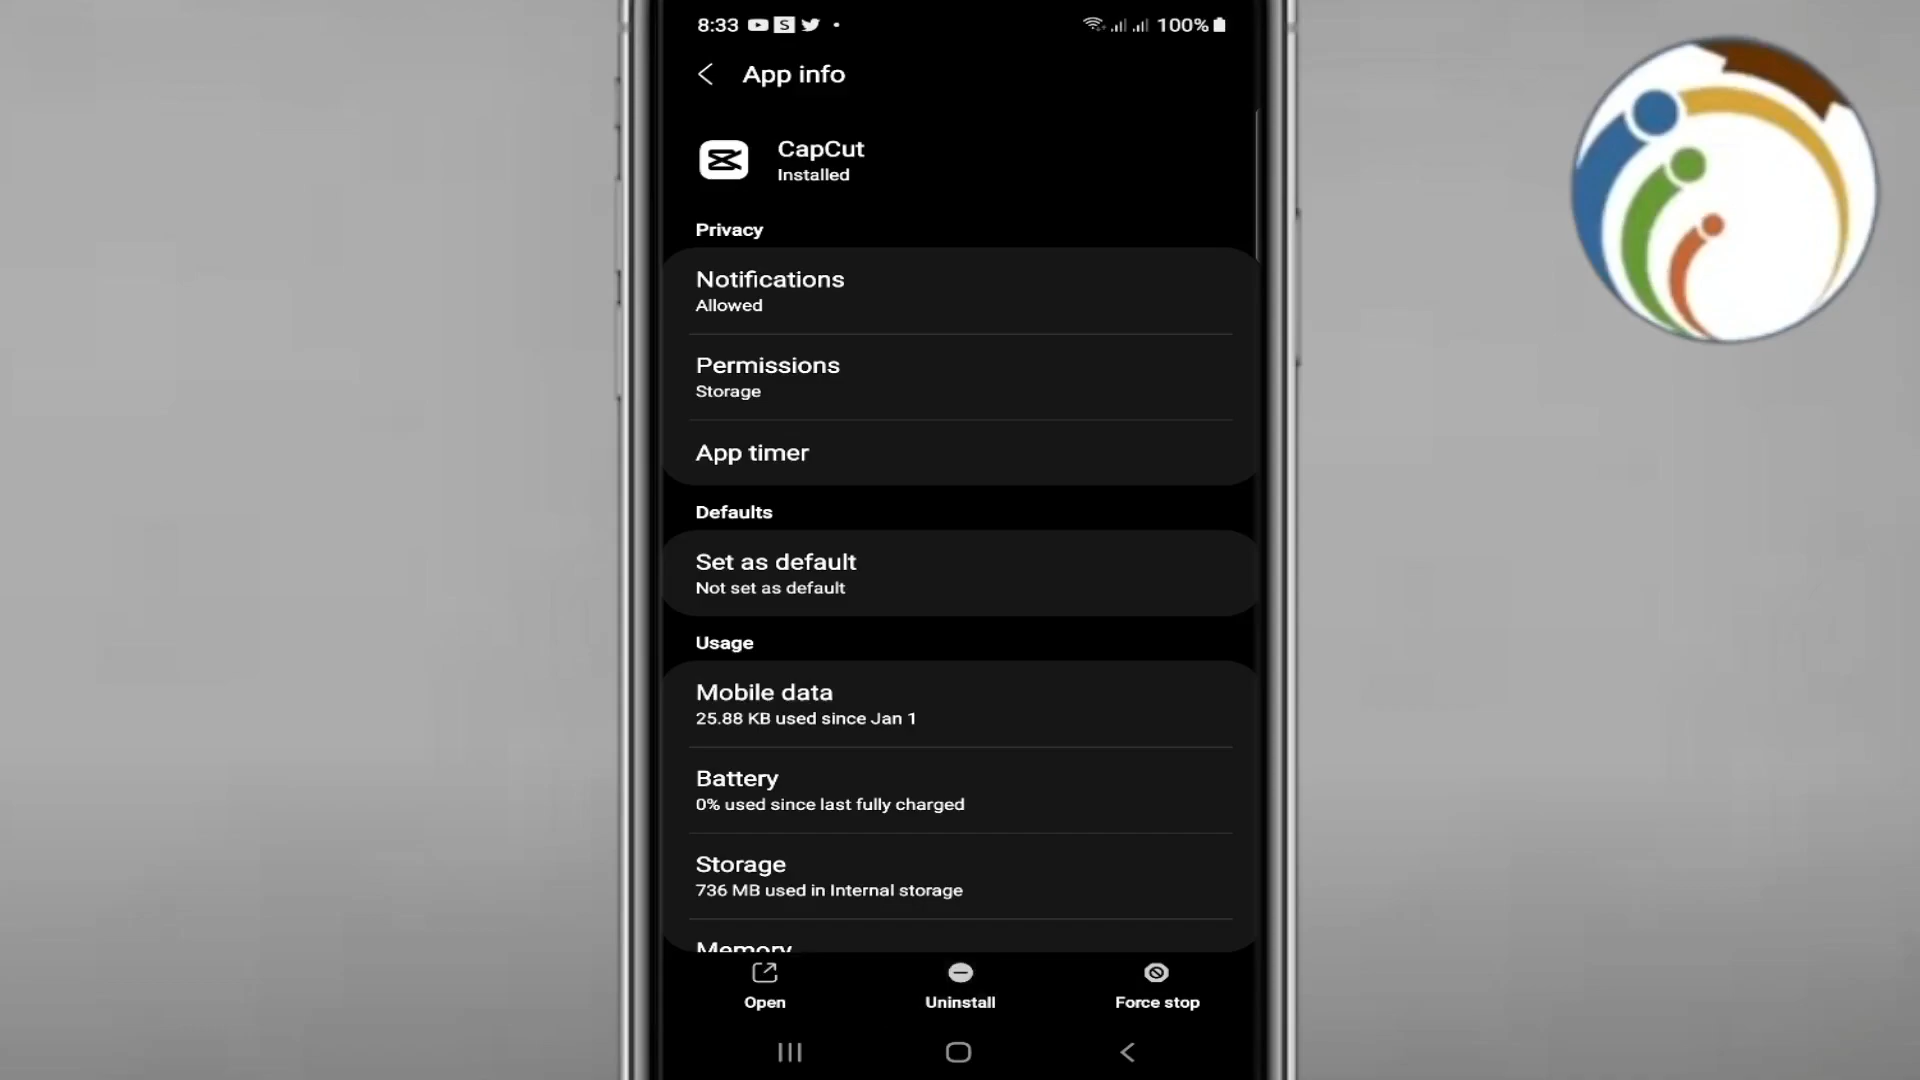 8:33 S 100%
App info
CapCut
Installed
Privacy
Notifications
Allowed
Permissions
Storage
App timer
Defaults
Set as default
Not set as default
Usage
Mobile data
25.88 KB used since Jan 1
Battery
0% used since last fully charged
Storage
736 MB used in Internal storage
Memory
Open Uninstall Force stop